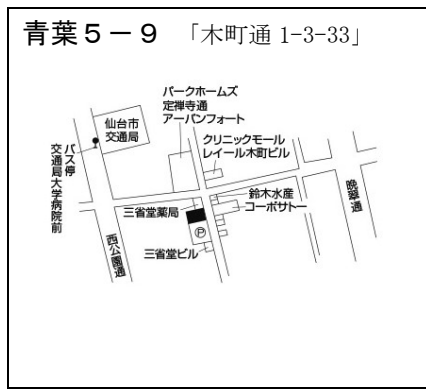 青葉5－9 「木町通 1-3-33」
パークホームズ
定禅寺通
アーバンフォート
仙台市
交通局
クリニックモール
レイール木町ビル
バス停
交通局大学病院前
鈴木水産
コーポサトー
晩翠通
三省堂薬局
西公園通
P
三省堂ビル